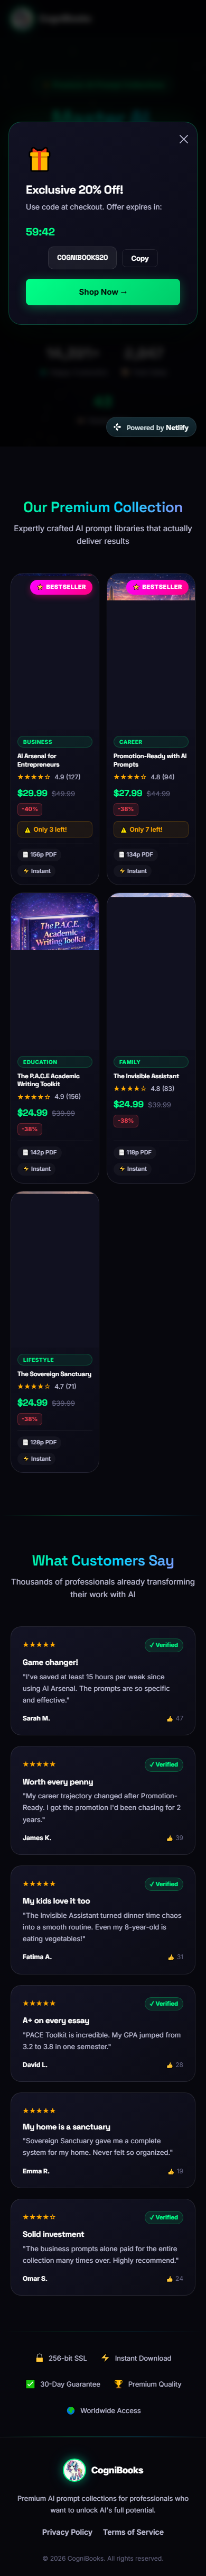 Exclusive 20% Off!
Use code at checkout. Offer expires in:
59:42
COGNIBOOKS20
Copy
Shop Now →
Powered by Netlify
Our Premium Collection
Expertly crafted AI prompt libraries that actually
deliver results
★ BESTSELLER
BUSINESS
AI Arsenal for
Entrepreneurs
★★★★☆ 4.9 (127)
$29.99 $49.99
-40%
⚠ Only 3 left!
156p PDF
Instant
★ BESTSELLER
CAREER
Promotion-Ready with AI
Prompts
★★★★☆ 4.8 (94)
$27.99 $44.99
-38%
⚠ Only 7 left!
134p PDF
Instant
The P.A.C.E
Academic
Writing Toolkit
EDUCATION
The P.A.C.E Academic
Writing Toolkit
★★★★☆ 4.9 (156)
$24.99 $39.99
-38%
142p PDF
Instant
FAMILY
The Invisible Assistant
★★★★☆ 4.8 (83)
$24.99 $39.99
-38%
118p PDF
Instant
LIFESTYLE
The Sovereign Sanctuary
★★★★☆ 4.7 (71)
$24.99 $39.99
-38%
128p PDF
Instant
What Customers Say
Thousands of professionals already transforming
their work with AI
★★★★★ ✓ Verified
Game changer!
"I've saved at least 15 hours per week since
using AI Arsenal. The prompts are so specific
and effective."
Sarah M. 47
★★★★★ ✓ Verified
Worth every penny
"My career trajectory changed after Promotion-
Ready. I got the promotion I'd been chasing for 2
years."
James K. 39
★★★★★ ✓ Verified
My kids love it too
"The Invisible Assistant turned dinner time chaos
into a smooth routine. Even my 8-year-old is
eating vegetables!"
Fatima A. 31
★★★★★ ✓ Verified
A+ on every essay
"PACE Toolkit is incredible. My GPA jumped from
3.2 to 3.8 in one semester."
David L. 28
★★★★★
My home is a sanctuary
"Sovereign Sanctuary gave me a complete
system for my home. Never felt so organized."
Emma R. 19
★★★★☆ ✓ Verified
Solid investment
"The business prompts alone paid for the entire
collection many times over. Highly recommend."
Omar S. 24
256-bit SSL
Instant Download
30-Day Guarantee
Premium Quality
Worldwide Access
CogniBooks
Premium AI prompt collections for professionals who
want to unlock AI's full potential.
Privacy Policy Terms of Service
© 2026 CogniBooks. All rights reserved.